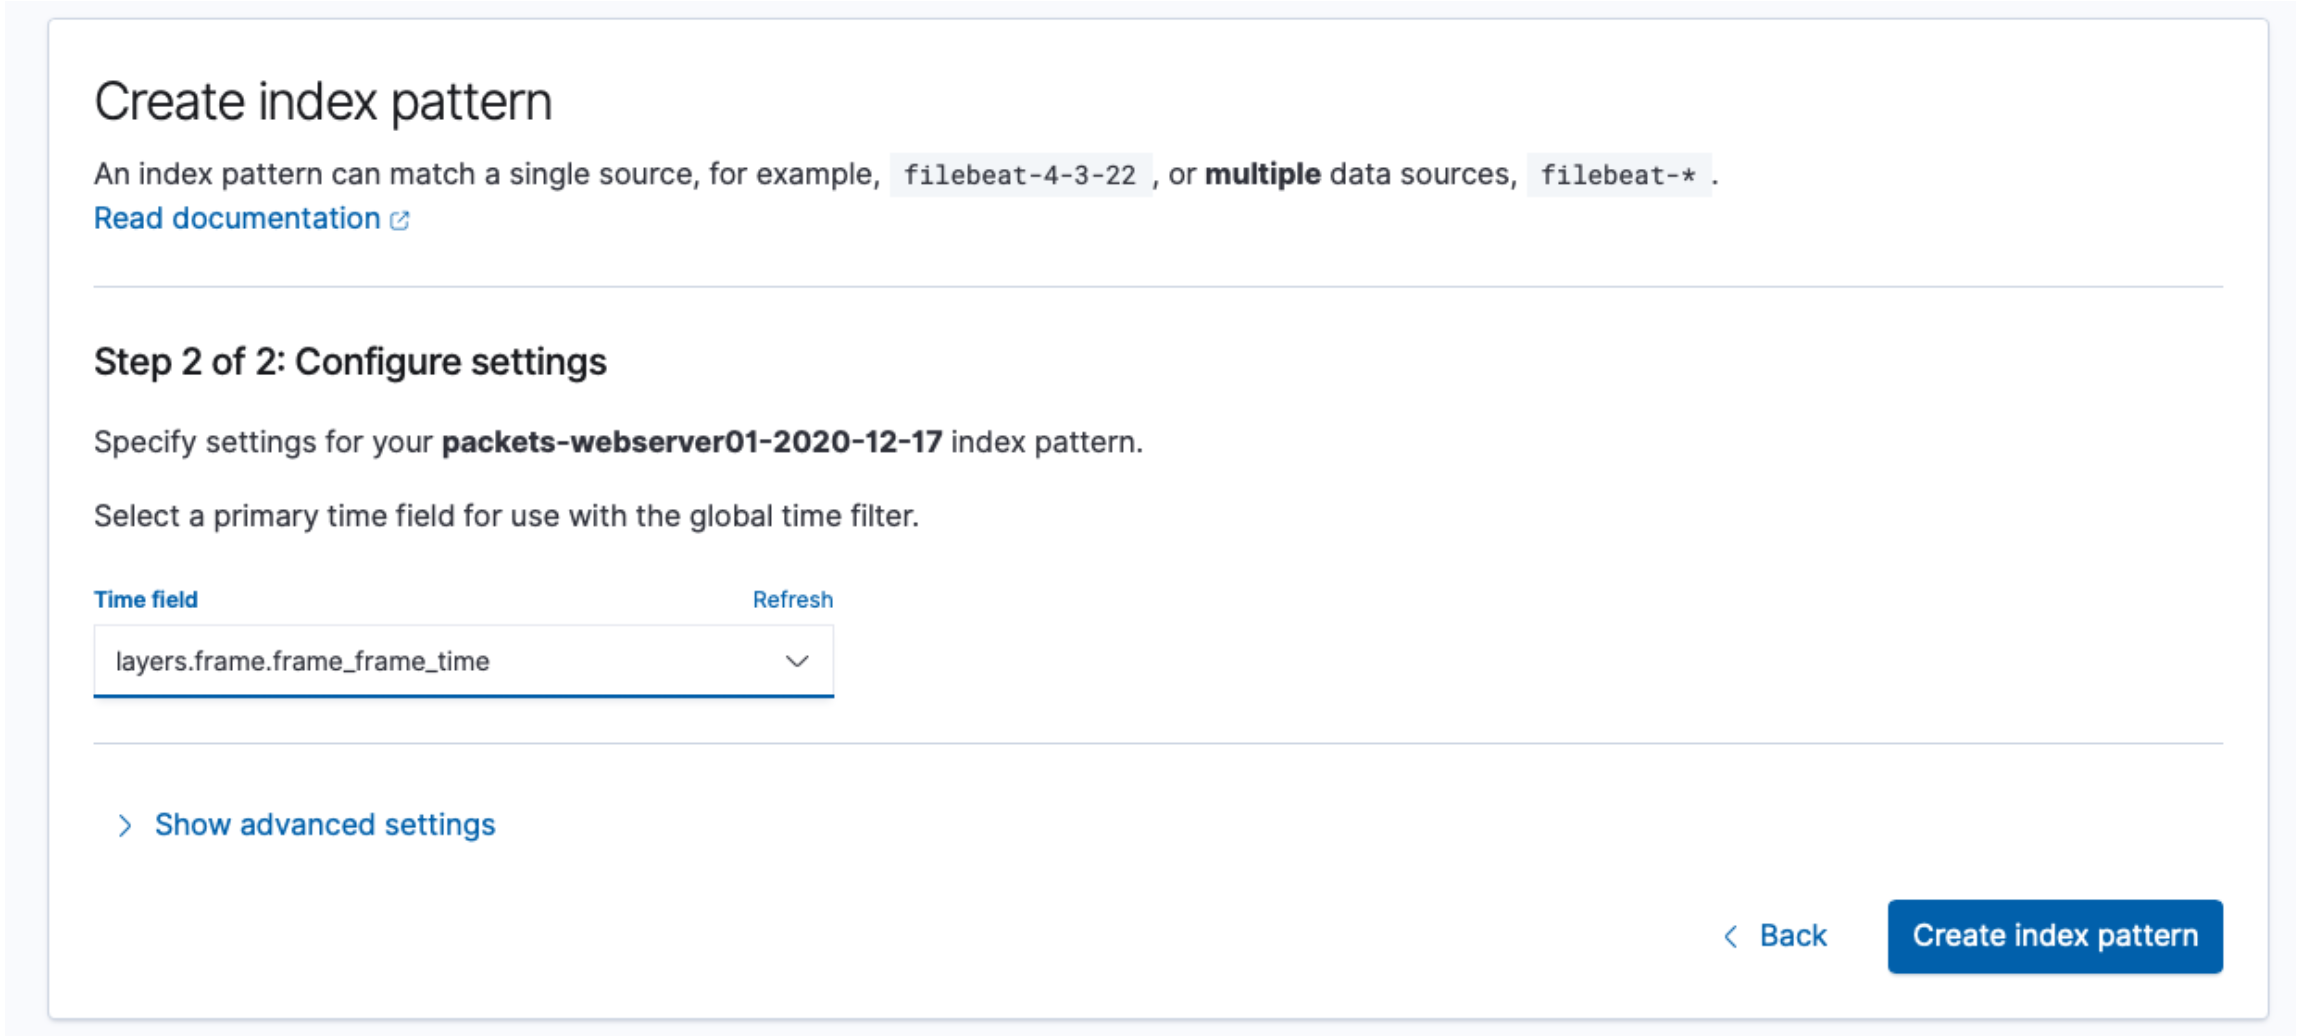 Create index pattern
An index pattern can match a single source, for example, filebeat-4-3-22 , or multiple data sources, filebeat-* .
Read documentation
Step 2 of 2: Configure settings
Specify settings for your packets-webserver01-2020-12-17 index pattern.
Select a primary time field for use with the global time filter.
Time field Refresh
layers.frame.frame_frame_time
Show advanced settings
Back Create index pattern